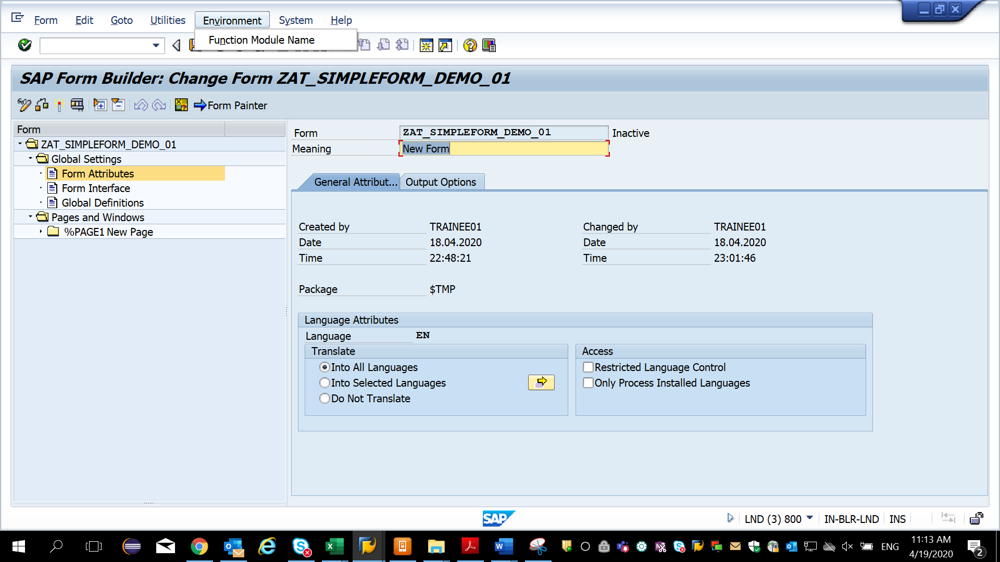 Form Edit Goto Utilities Environment System Help
Function Module Name
SAP Form Builder: Change Form ZAT_SIMPLEFORM_DEMO_01
Form Painter
Form
ZAT_SIMPLEFORM_DEMO_01
Global Settings
Form Attributes
Form Interface
Global Definitions
Pages and Windows
%PAGE1 New Page
Form ZAT_SIMPLEFORM_DEMO_01 Inactive
Meaning New Form
General Attribut... Output Options
Created by TRAINEE01 Changed by TRAINEE01
Date 18.04.2020 Date 18.04.2020
Time 22:48:21 Time 23:01:46
Package $TMP
Language Attributes
Language EN
Translate Access
Into All Languages Restricted Language Control
Into Selected Languages Only Process Installed Languages
Do Not Translate
SAP LND (3) 800 IN-BLR-LND INS
ENG 11:13 AM
4/19/2020 2